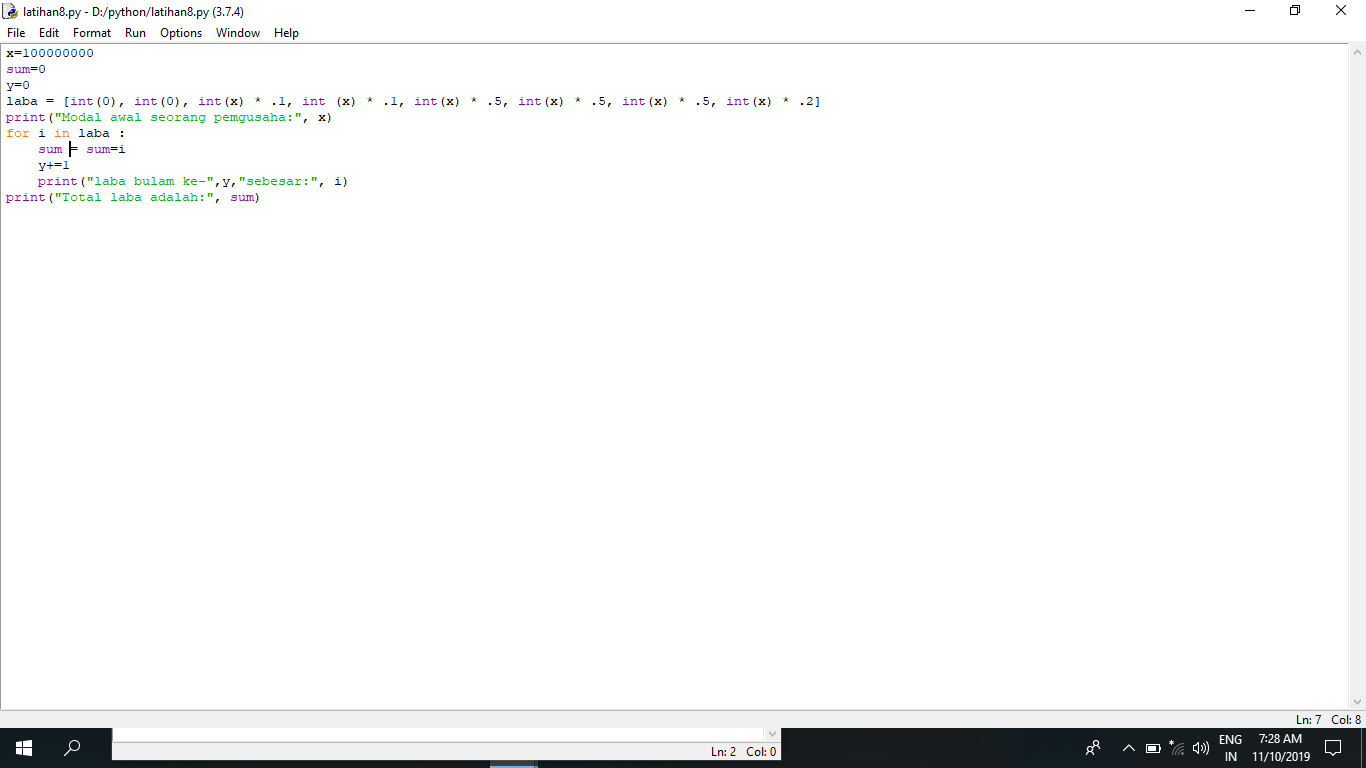 latihan8.py - D:/python/latihan8.py (3.7.4)
File Edit Format Run Options Window Help
x=100000000
sum=0
y=0
laba = [int(0), int(0), int(x) * .1, int (x) * .1, int(x) * .5, int(x) * .5, int(x) * .5, int(x) * .2]
print("Modal awal seorang pemgusaha:", x)
for i in laba :
    sum = sum=i
    y+=1
    print("laba bulam ke-",y,"sebesar:", i)
print("Total laba adalah:", sum)
Ln: 7 Col: 8
Ln: 2 Col: 0
ENG
IN
7:28 AM
11/10/2019